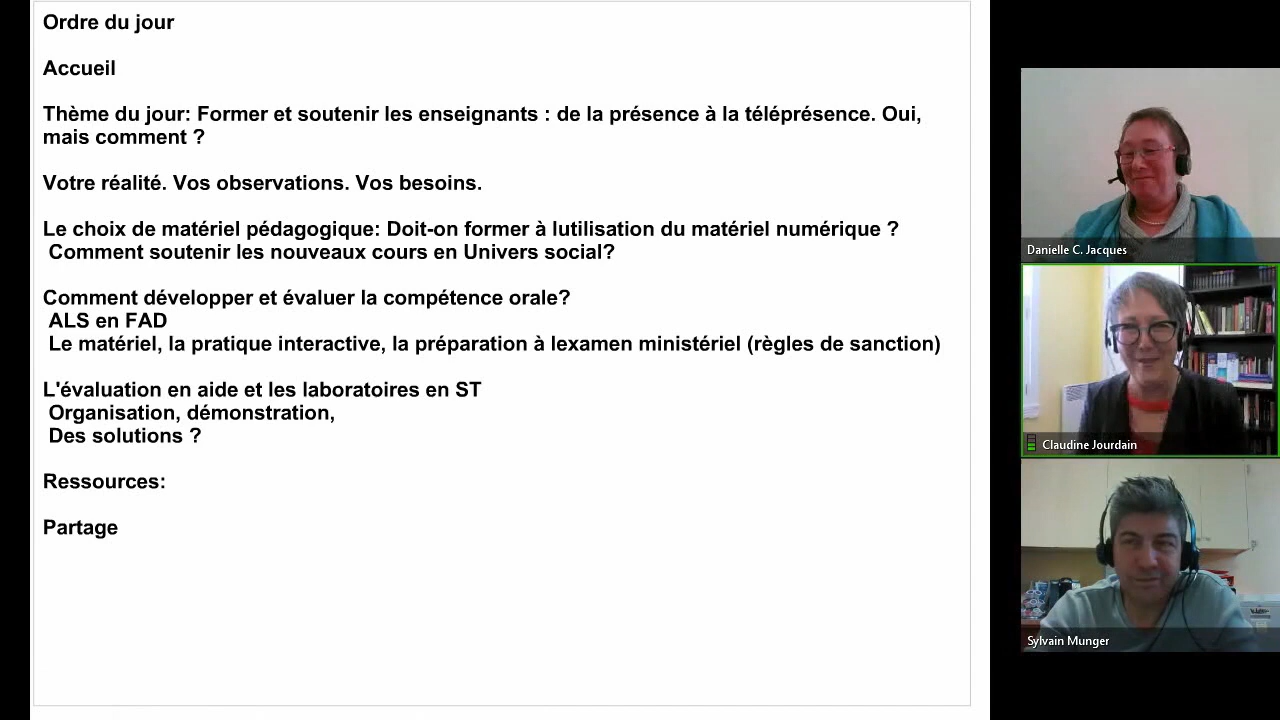 Ordre du jour
Accueil
Thème du jour: Former et soutenir les enseignants : de la présence à la téléprésence. Oui,
mais comment ?
Votre réalité. Vos observations. Vos besoins.
Le choix de matériel pédagogique: Doit-on former à lutilisation du matériel numérique ?
Comment soutenir les nouveaux cours en Univers social?
Comment développer et évaluer la compétence orale?
ALS en FAD
Le matériel, la pratique interactive, la préparation à lexamen ministériel (règles de sanction)
L'évaluation en aide et les laboratoires en ST
Organisation, démonstration,
Des solutions ?
Ressources:
Partage
Danielle C. Jacques
Claudine Jourdain
Sylvain Munger